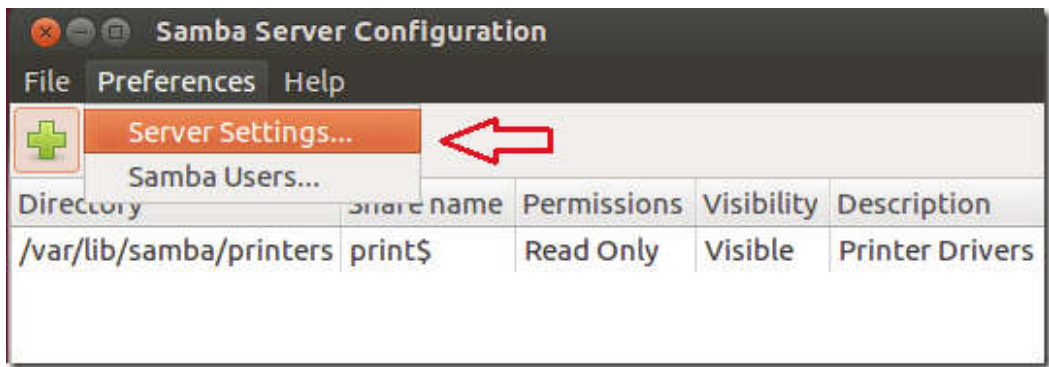 Samba Server Configuration
File Preferences Help
Server Settings...
Samba Users...
Directory Share name Permissions Visibility Description
/var/lib/samba/printers print$ Read Only Visible Printer Drivers